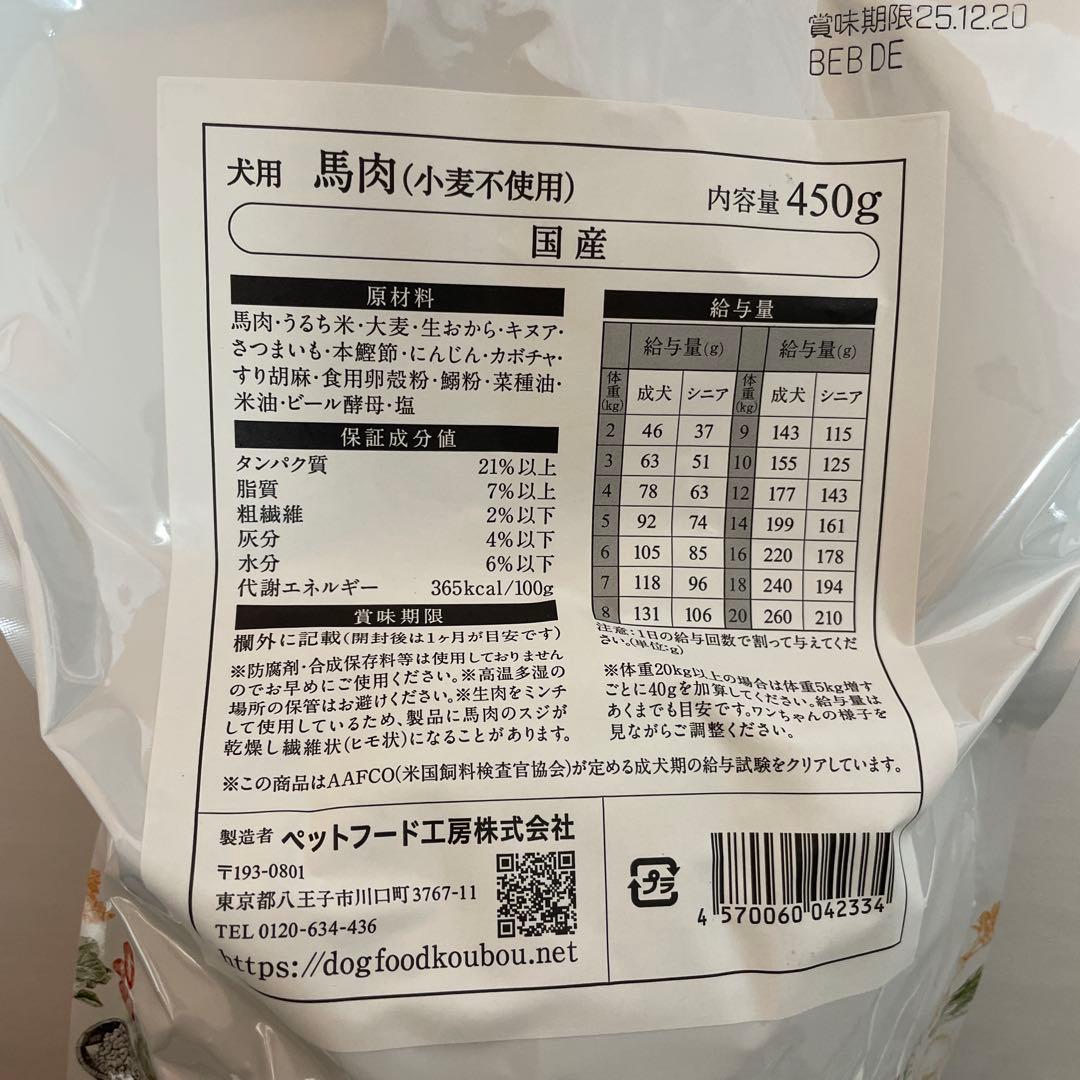 賞味期限25.12.20
BEB DE
犬用 馬肉(小麦不使用) 内容量 450g
国産
原材料
馬肉・うるち米・大麦・生おから・キヌア・
さつまいも・本鰹節・にんじん・カボチャ・
すり胡麻・食用卵殻粉・鰯粉・菜種油・
米油・ビール酵母・塩
保証成分値
タンパク質 21%以上
脂質 7%以上
粗繊維 2%以下
灰分 4%以下
水分 6%以下
代謝エネルギー 365kcal/100g
賞味期限
欄外に記載(開封後は1ヶ月が目安です)
※防腐剤・合成保存料等は使用しておりません
のでお早めにご使用ください。※高温多湿の
場所の保管はお避けください。※生肉をミンチ
して使用しているため、製品に馬肉のスジが
乾燥し繊維状(ヒモ状)になることがあります。
給与量
体重(kg) 給与量(g) 体重(kg) 給与量(g)
成犬 シニア 成犬 シニア
2 46 37 9 143 115
3 63 51 10 155 125
4 78 63 12 177 143
5 92 74 14 199 161
6 105 85 16 220 178
7 118 96 18 240 194
8 131 106 20 260 210
注意:1日の給与回数で割って与えてくだ
さい。(単位:g)
※体重20kg以上の場合は体重5kg増す
ごとに40gを加算してください。給与量は
あくまでも目安です。ワンちゃんの様子を
見ながらご調整ください。
※この商品はAAFCO(米国飼料検査官協会)が定める成犬期の給与試験をクリアしています。
製造者 ペットフード工房株式会社
〒193-0801
東京都八王子市川口町3767-11
TEL 0120-634-436
https://dogfoodkoubou.net
プラ
4 570060 042334